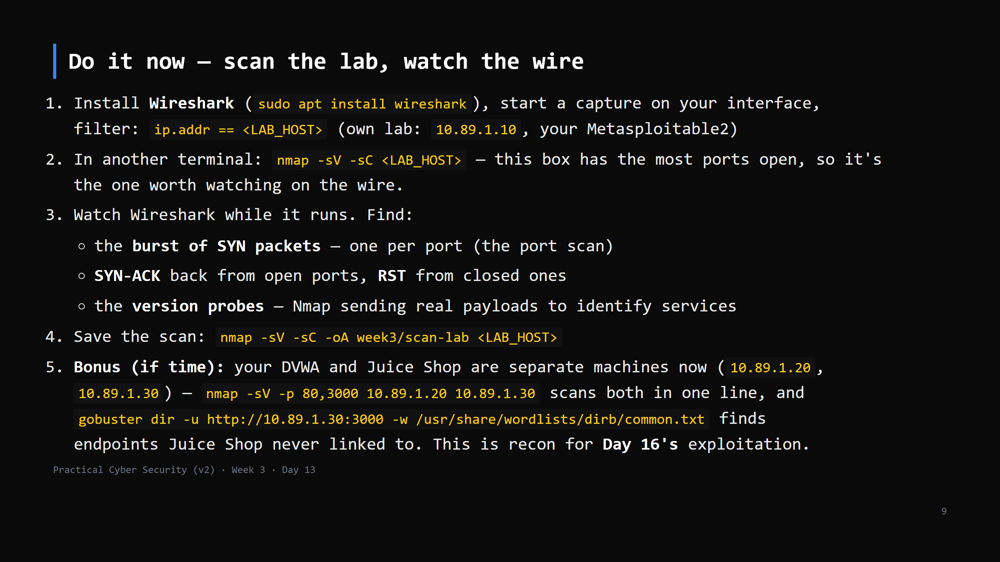 Do it now — scan the lab, watch the wire
1. Install Wireshark (sudo apt install wireshark), start a capture on your interface,
filter: ip.addr == <LAB_HOST> (own lab: 10.89.1.10, your Metasploitable2)
2. In another terminal: nmap -sV -sC <LAB_HOST> — this box has the most ports open, so it's
the one worth watching on the wire.
3. Watch Wireshark while it runs. Find:
○ the burst of SYN packets — one per port (the port scan)
○ SYN-ACK back from open ports, RST from closed ones
○ the version probes — Nmap sending real payloads to identify services
4. Save the scan: nmap -sV -sC -oA week3/scan-lab <LAB_HOST>
5. Bonus (if time): your DVWA and Juice Shop are separate machines now (10.89.1.20,
10.89.1.30) — nmap -sV -p 80,3000 10.89.1.20 10.89.1.30 scans both in one line, and
gobuster dir -u http://10.89.1.30:3000 -w /usr/share/wordlists/dirb/common.txt finds
endpoints Juice Shop never linked to. This is recon for Day 16's exploitation.
Practical Cyber Security (v2) · Week 3 · Day 13
9